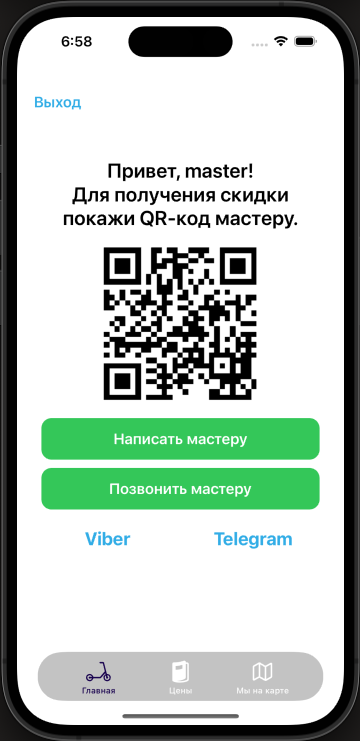 6:58
Выход
Привет, master!
Для получения скидки
покажи QR-код мастеру.
Написать мастеру
Позвонить мастеру
Viber Telegram
Главная Цены Мы на карте